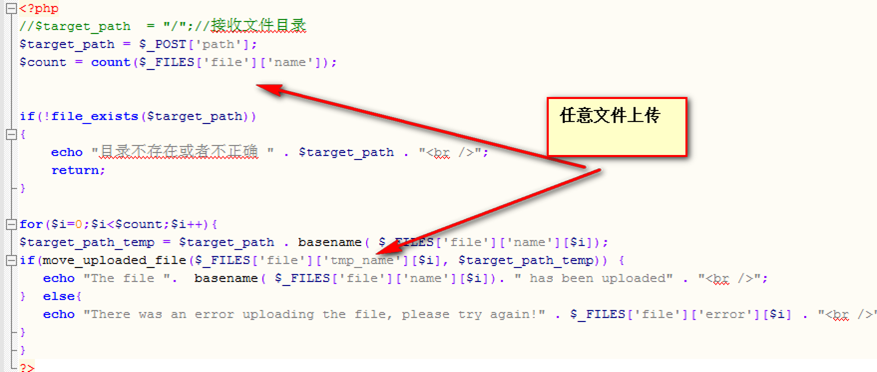 <?php
//$target_path  = "/";//接收文件目录
$target_path = $_POST['path'];
$count = count($_FILES['file']['name']);
任意文件上传
if(!file_exists($target_path))
{
echo "目录不存在或者不正确 " . $target_path . "<br />";
return;
}
for($i=0;$i<$count;$i++){
$target_path_temp = $target_path . basename( $_FILES['file']['name'][$i]);
if(move_uploaded_file($_FILES['file']['tmp_name'][$i], $target_path_temp)) {
echo "The file ".  basename( $_FILES['file']['name'][$i]). " has been uploaded" . "<br />";
}  else{
echo "There was an error uploading the file, please try again!" . $_FILES['file']['error'][$i] . "<br />"
}
}
?>